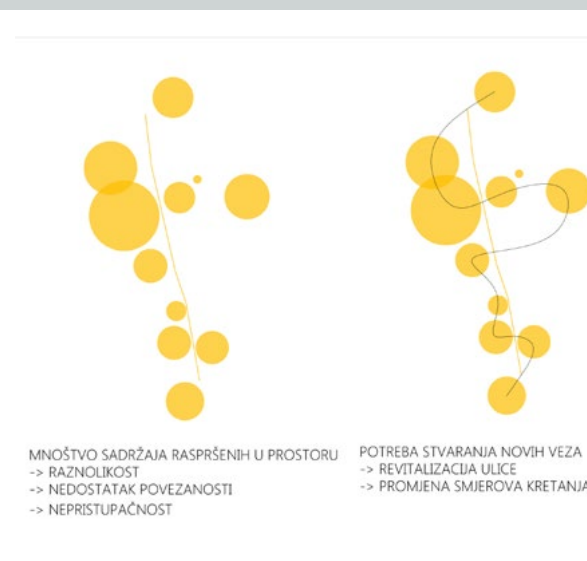 MNOŠTVO SADRŽAJA RASPRŠENIH U PROSTORU
-> RAZNOLIKOST
-> NEDOSTATAK POVEZANOSTI
-> NEPRISTUPAČNOST
POTREBA STVARANJA NOVIH VEZA
-> REVITALIZACIJA ULICE
-> PROMJENA SMJEROVA KRETANJA